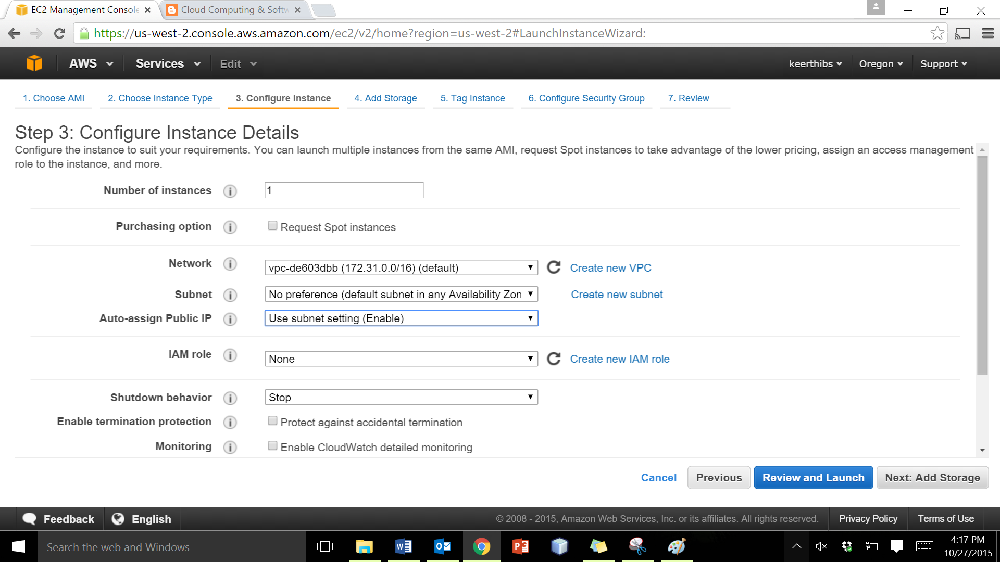 EC2 Management Console
Cloud Computing & Softw
https://us-west-2.console.aws.amazon.com/ec2/v2/home?region=us-west-2#LaunchInstanceWizard:
AWS Services Edit keerthibs Oregon Support
1. Choose AMI 2. Choose Instance Type 3. Configure Instance 4. Add Storage 5. Tag Instance 6. Configure Security Group 7. Review
Step 3: Configure Instance Details
Configure the instance to suit your requirements. You can launch multiple instances from the same AMI, request Spot instances to take advantage of the lower pricing, assign an access management
role to the instance, and more.
Number of instances 1
Purchasing option Request Spot instances
Network vpc-de603dbb (172.31.0.0/16) (default) Create new VPC
Subnet No preference (default subnet in any Availability Zon Create new subnet
Auto-assign Public IP Use subnet setting (Enable)
IAM role None Create new IAM role
Shutdown behavior Stop
Enable termination protection Protect against accidental termination
Monitoring Enable CloudWatch detailed monitoring
Cancel Previous Review and Launch Next: Add Storage
Feedback English © 2008 - 2015, Amazon Web Services, Inc. or its affiliates. All rights reserved. Privacy Policy Terms of Use
Search the web and Windows
4:17 PM
10/27/2015